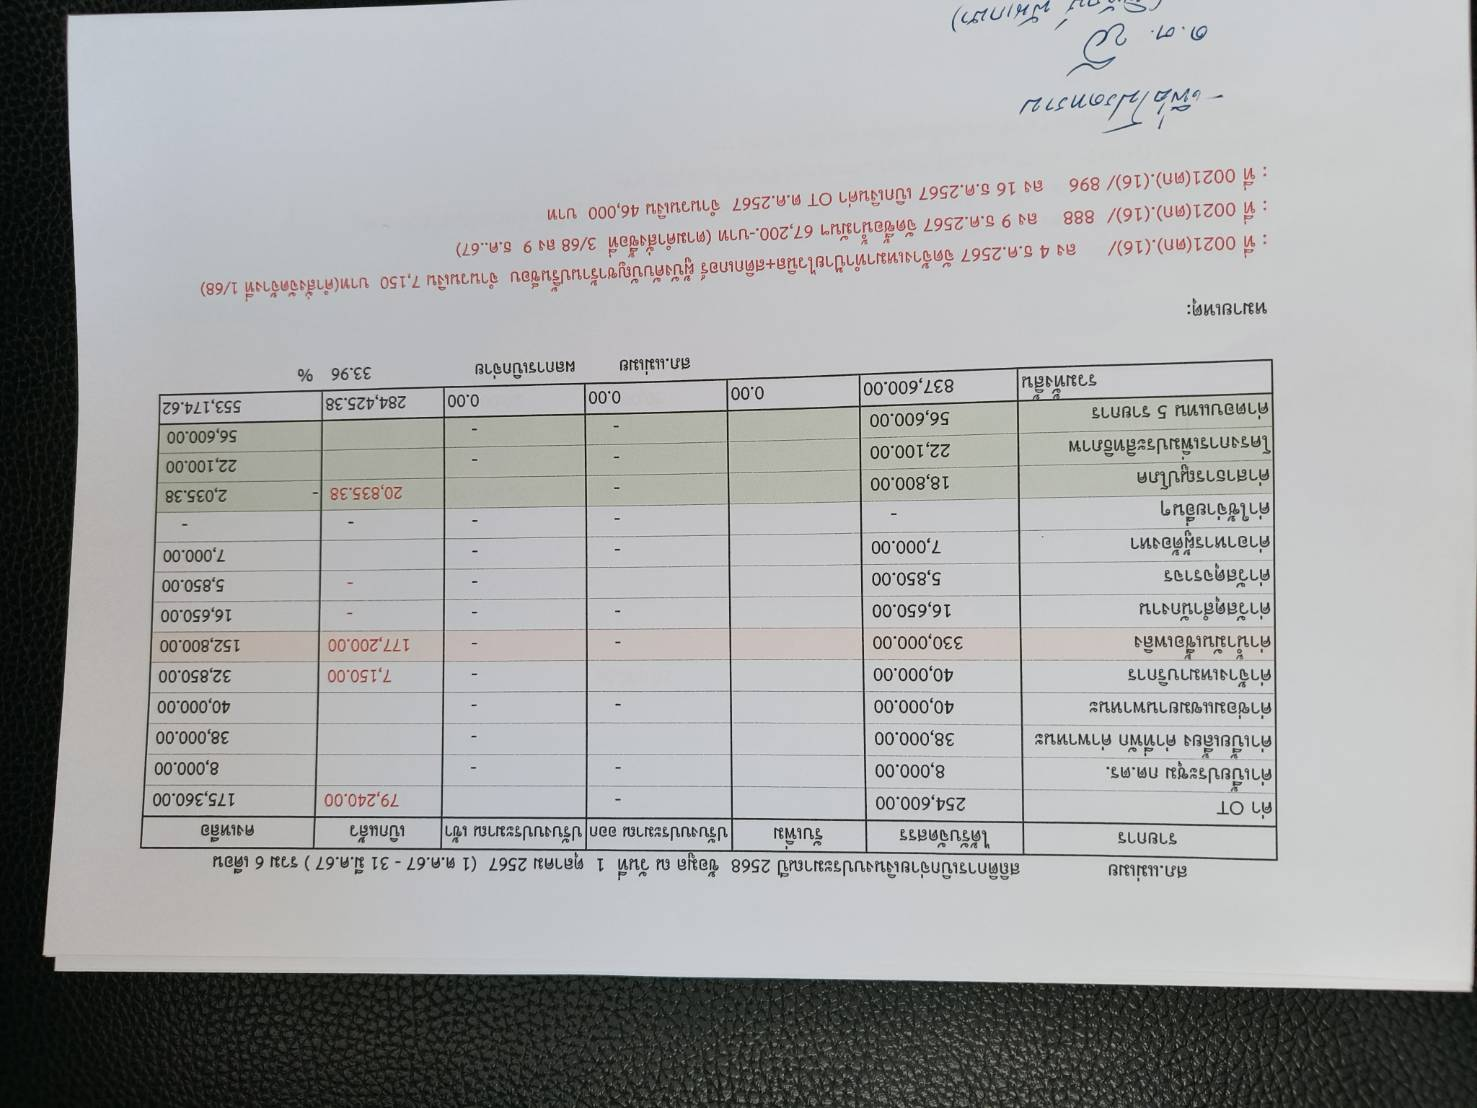 สภ.แม่เมย สถิติการเบิกจ่ายเงินงบประมาณปี 2568 ข้อมูล ณ วันที่ 1 ตุลาคม 2567 (1 ต.ค.67 - 31 มี.ค.67 ) รวม 6 เดือน
รายการ ได้รับจัดสรร รับเพิ่ม ปรับงบประมาณ ออก ปรับงบประมาณ เข้า เบิกแล้ว คงเหลือ
ค่า OT 254,600.00 - 79,240.00 175,360.00
ค่าเบี้ยประชุม กต.ตร. 8,000.00 - - 8,000.00
ค่าเบี้ยเลี้ยง ค่าที่พัก ค่าพาหนะ 38,000.00 - 38,000.00
ค่าซ่อมแซมยานพาหนะ 40,000.00 - - 40,000.00
ค่าจ้างเหมาบริการ 40,000.00 - 7,150.00 32,850.00
ค่าน้ำมันเชื้อเพลิง 330,000.00 - - 177,200.00 152,800.00
ค่าวัสดุสำนักงาน 16,650.00 - - - 16,650.00
ค่าวัสดุจราจร 5,850.00 - - 5,850.00
ค่าอาหารผู้ต้องหา 7,000.00 - - 7,000.00
ค่าใช้จ่ายอื่นๆ - - - - -
ค่าสาธารณูปโภค 18,800.00 - 20,835.38 - 2,035.38
โครงการเพิ่มประสิทธิภาพ 22,100.00 - - 22,100.00
ค่าตอบแทน 5 รายการ 56,600.00 - - 56,600.00
รวมทั้งสิ้น 837,600.00 0.00 0.00 0.00 284,425.38 553,174.62
สภ.แม่เมย ผลการเบิกจ่าย 33.96 %
หมายเหตุ:
: ที่ 0021(ตก).(16)/ ลง 4 ธ.ค.2567 จัดจ้างเหมาทำป้ายไวนิล+สติกเกอร์ ผู้บังคับบัญชาร้านปริ้นช็อบ จำนวนเงิน 7,150 บาท(คำสั่งจัดจ้างที่ 1/68)
: ที่ 0021(ตก).(16)/ 888 ลง 9 ธ.ค.2567 จัดซื้อน้ำมันฯ 67,200.-บาท (ตามคำสั่งซื้อที่ 3/68 ลง 9 ธ.ค..67)
: ที่ 0021(ตก).(16)/ 896 ลง 16 ธ.ค.2567 เบิกเงินค่า OT ต.ค.2567 จำนวนเงิน 46,000 บาท
- เพื่อโปรดทราบ
ด.ต.